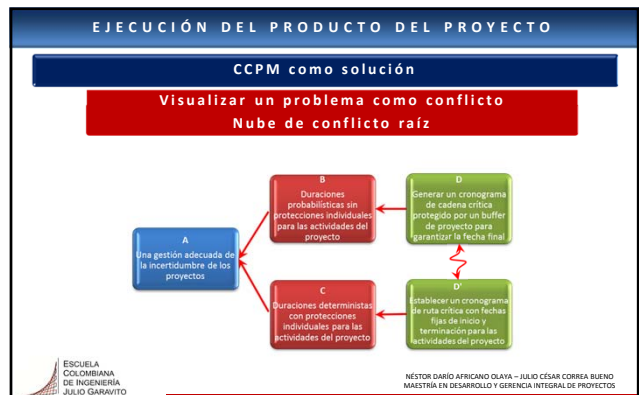 EJECUCIÓN DEL PRODUCTO DEL PROYECTO
CCPM como solución
Visualizar un problema como conflicto
Nube de conflicto raíz
A
Una gestión adecuada de
la incertidumbre de los
proyectos
B
Duraciones
probabilísticas sin
protecciones individuales
para las actividades del
proyecto
D
Generar un cronograma
de cadena crítica
protegido por un buffer
de proyecto para
garantizar la fecha final
C
Duraciones deterministas
con protecciones
individuales para las
actividades del proyecto
D'
Establecer un cronograma
de ruta crítica con fechas
fijas de inicio y
terminación para las
actividades del proyecto
ESCUELA
COLOMBIANA
DE INGENIERÍA
JULIO GARAVITO
NÉSTOR DARÍO AFRICANO OLAYA – JULIO CÉSAR CORREA BUENO
MAESTRÍA EN DESARROLLO Y GERENCIA INTEGRAL DE PROYECTOS